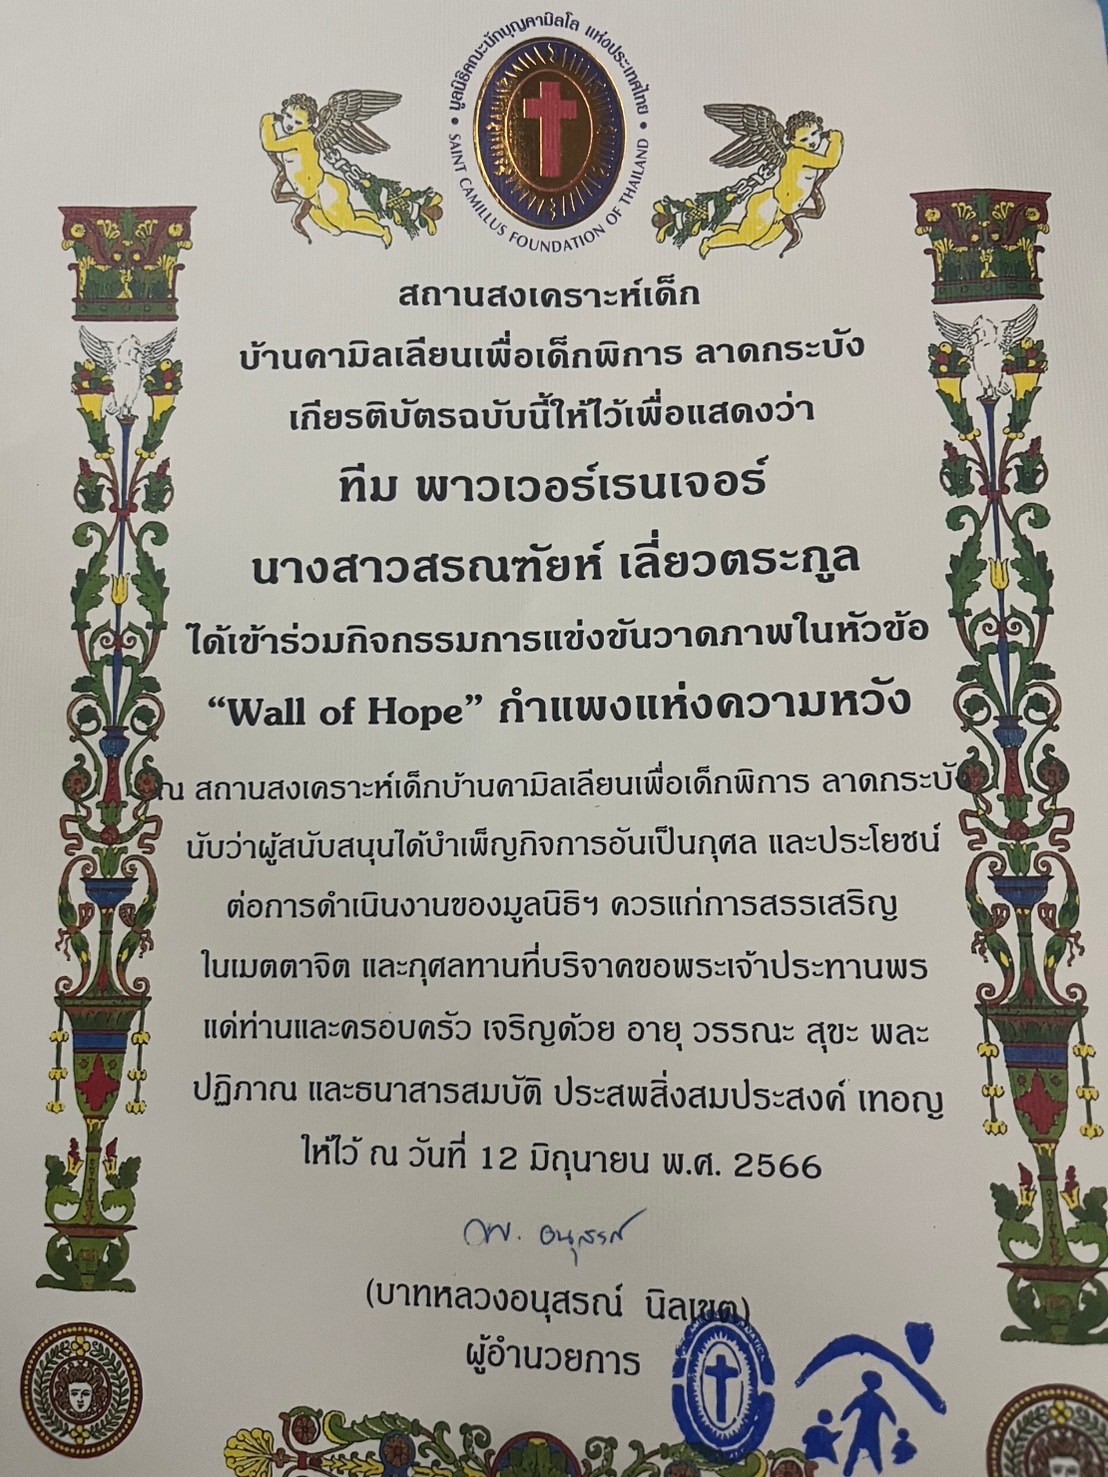 มูลนิธิคณะนักบุญคามิลโล แห่งประเทศไทย
SAINT CAMILLUS FOUNDATION OF THAILAND
สถานสงเคราะห์เด็ก
บ้านคามิลเลียนเพื่อเด็กพิการ ลาดกระบัง
เกียรติบัตรฉบับนี้ให้ไว้เพื่อแสดงว่า
ทีม พาวเวอร์เรนเจอร์
นางสาวสรณฑัยห์ เลี่ยวตระกูล
ได้เข้าร่วมกิจกรรมการแข่งขันวาดภาพในหัวข้อ
“Wall of Hope” กำแพงแห่งความหวัง
ณ สถานสงเคราะห์เด็กบ้านคามิลเลียนเพื่อเด็กพิการ ลาดกระบัง
นับว่าผู้สนับสนุนได้บำเพ็ญกิจการอันเป็นกุศล และประโยชน์
ต่อการดำเนินงานของมูลนิธิฯ ควรแก่การสรรเสริญ
ในเมตตาจิต และกุศลทานที่บริจาคขอพระเจ้าประทานพร
แด่ท่านและครอบครัว เจริญด้วย อายุ วรรณะ สุขะ พละ
ปฏิภาณ และธนาสารสมบัติ ประสพสิ่งสมประสงค์ เทอญ
ให้ไว้ ณ วันที่ 12 มิถุนายน พ.ศ. 2566
อนุสรณ์
(บาทหลวงอนุสรณ์ นิลเขต)
ผู้อำนวยการ